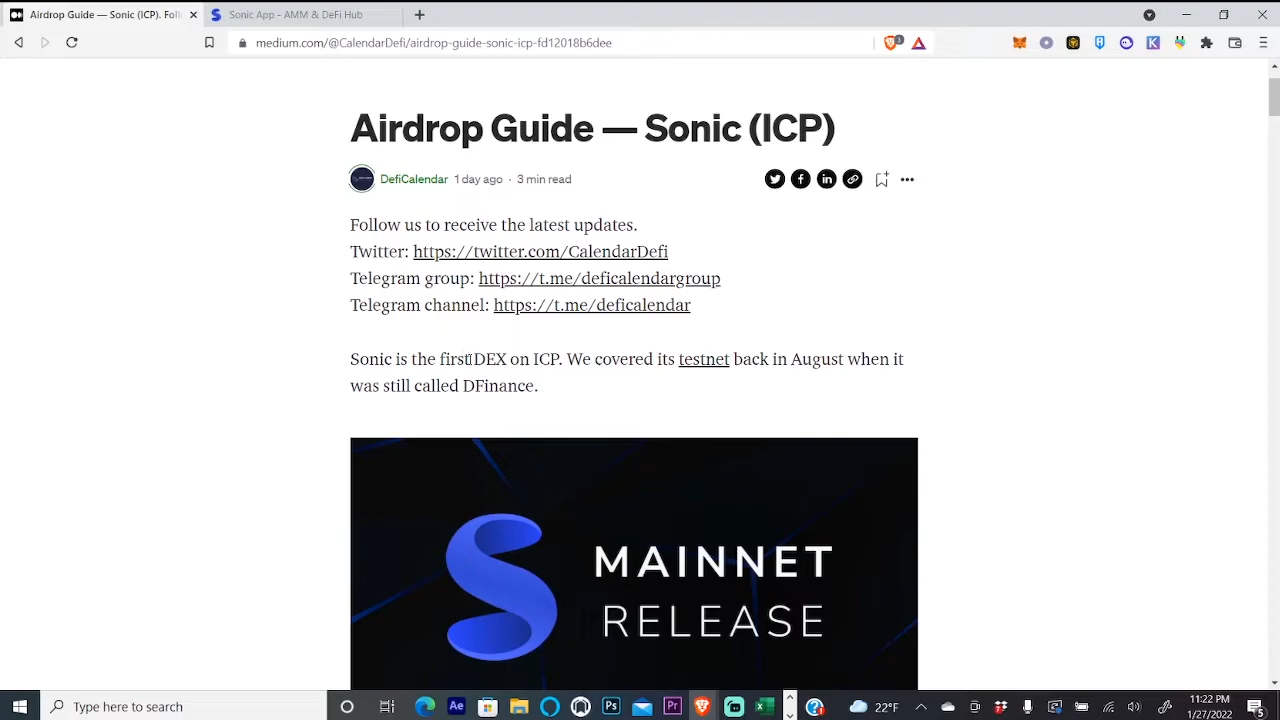 Airdrop Guide — Sonic (ICP). Foll
Sonic App - AMM & DeFi Hub
medium.com/@CalendarDefi/airdrop-guide-sonic-icp-fd12018b6dee
Airdrop Guide — Sonic (ICP)
DefiCalendar 1 day ago · 3 min read
Follow us to receive the latest updates.
Twitter: https://twitter.com/CalendarDefi
Telegram group: https://t.me/deficalendargroup
Telegram channel: https://t.me/deficalendar
Sonic is the first DEX on ICP. We covered its testnet back in August when it
was still called DFinance.
MAINNET
RELEASE
Type here to search
Ae
Ps
Pr
22°F
11:22 PM
1/27/2022